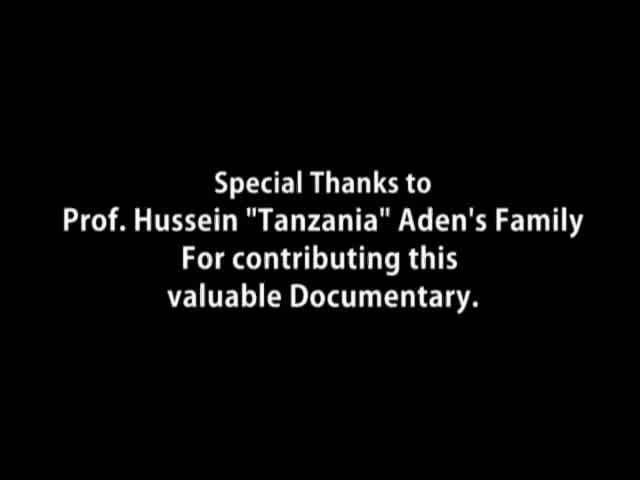 Special Thanks to
Prof. Hussein "Tanzania" Aden's Family
For contributing this
valuable Documentary.